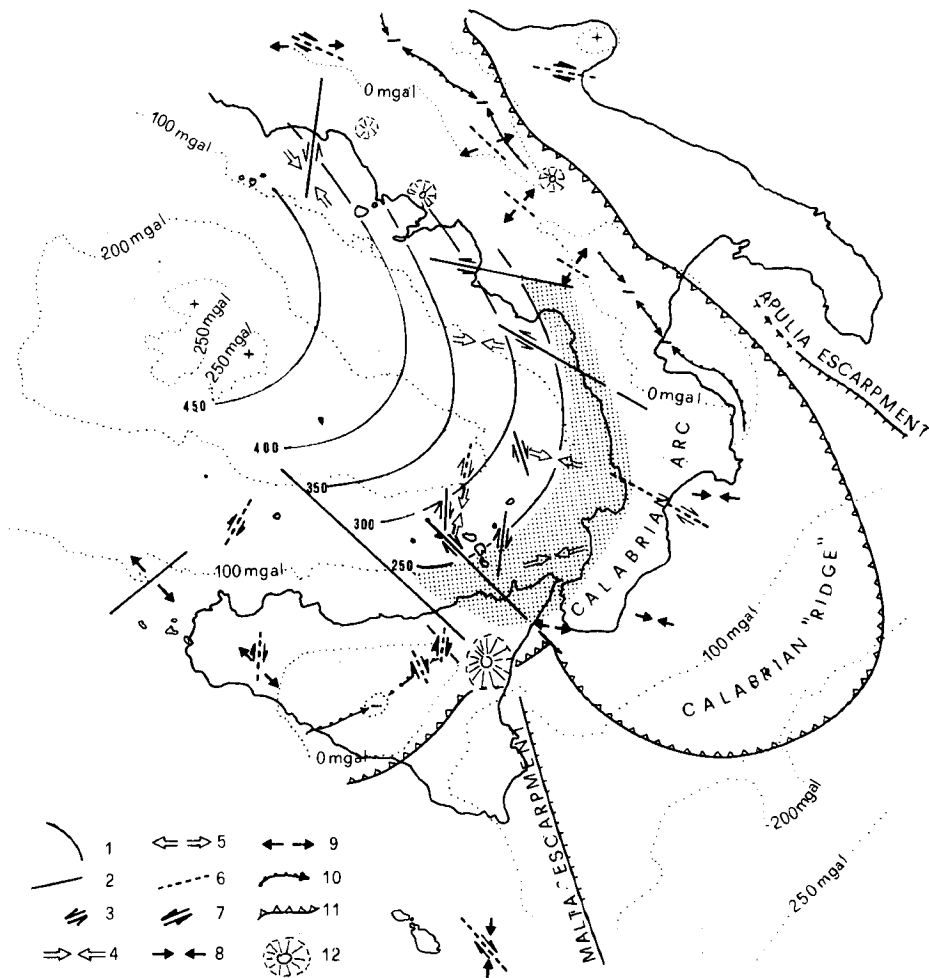 0 mgal
100 mgal
200 mgal
250 mgal
250 mgal
450
400
350
300
250
100 mgal
0 mgal
APULIA ESCARPMENT
0 mgal
CALABRIAN ARC
100 mgal
CALABRIAN "RIDGE"
MALTA-ESCARPMENT
200 mgal
250 mgal
1
2
3
4
5
6
7
8
9
10
11
12